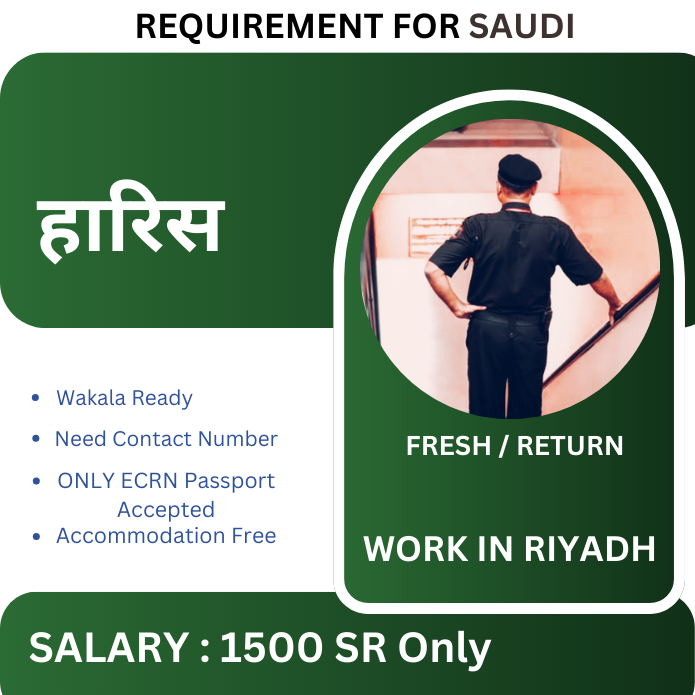 REQUIREMENT FOR SAUDI
हारिस
• Wakala Ready
• Need Contact Number
• ONLY ECRN Passport
Accepted
• Accommodation Free
FRESH / RETURN
WORK IN RIYADH
SALARY : 1500 SR Only